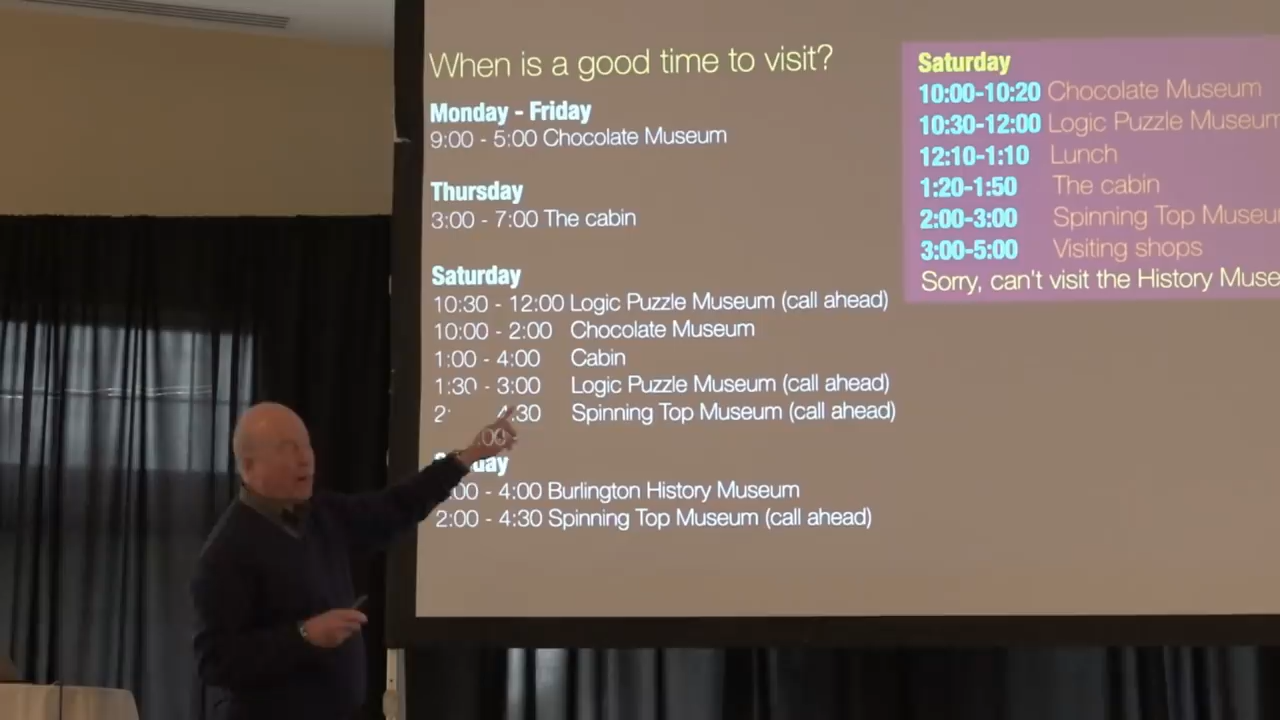 When is a good time to visit?
Monday - Friday
9:00 - 5:00 Chocolate Museum
Thursday
3:00 - 7:00 The cabin
Saturday
10:30 - 12:00 Logic Puzzle Museum (call ahead)
10:00 - 2:00 Chocolate Museum
1:00 - 4:00 Cabin
1:30 - 3:00 Logic Puzzle Museum (call ahead)
4:30 Spinning Top Museum (call ahead)
- 4:00 Burlington History Museum
2:00 - 4:30 Spinning Top Museum (call ahead)
Saturday
10:00-10:20 Chocolate Museum
10:30-12:00 Logic Puzzle Museum
12:10-1:10 Lunch
1:20-1:50 The cabin
2:00-3:00 Spinning Top
3:00-5:00 Visiting shops
Sorry, can't visit the History